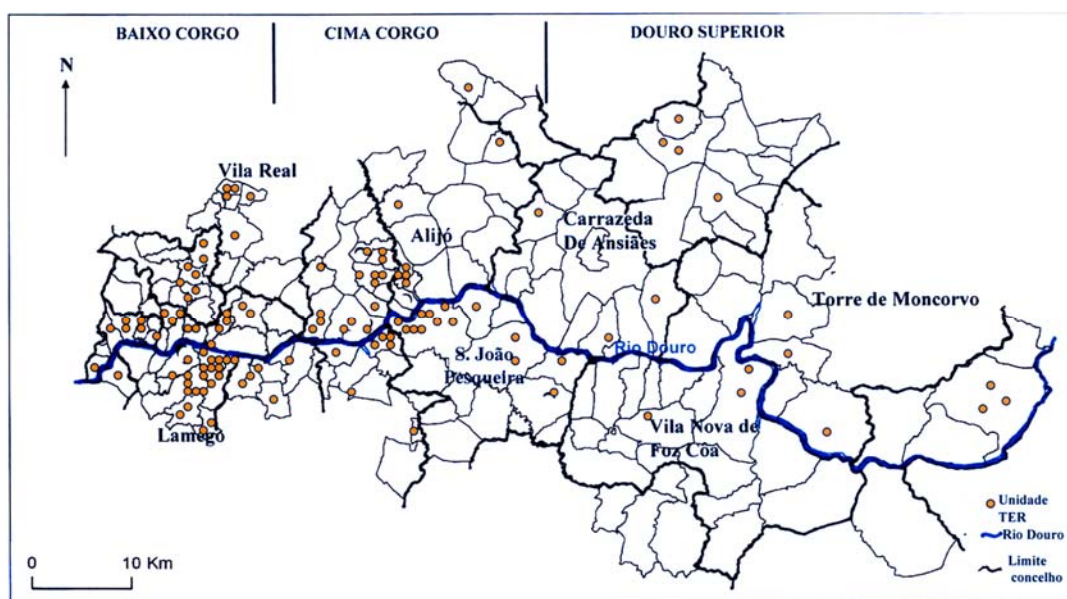 BAIXO CORGO
CIMA CORGO
DOURO SUPERIOR
N
Vila Real
Alijó
Carrazeda
De Ansiães
Torre de Moncorvo
Rio Douro
S. João
Pesqueira
Vila Nova de
Foz Côa
Lamego
Unidade
TER
Rio Douro
Limite
concelho
0 10 Km